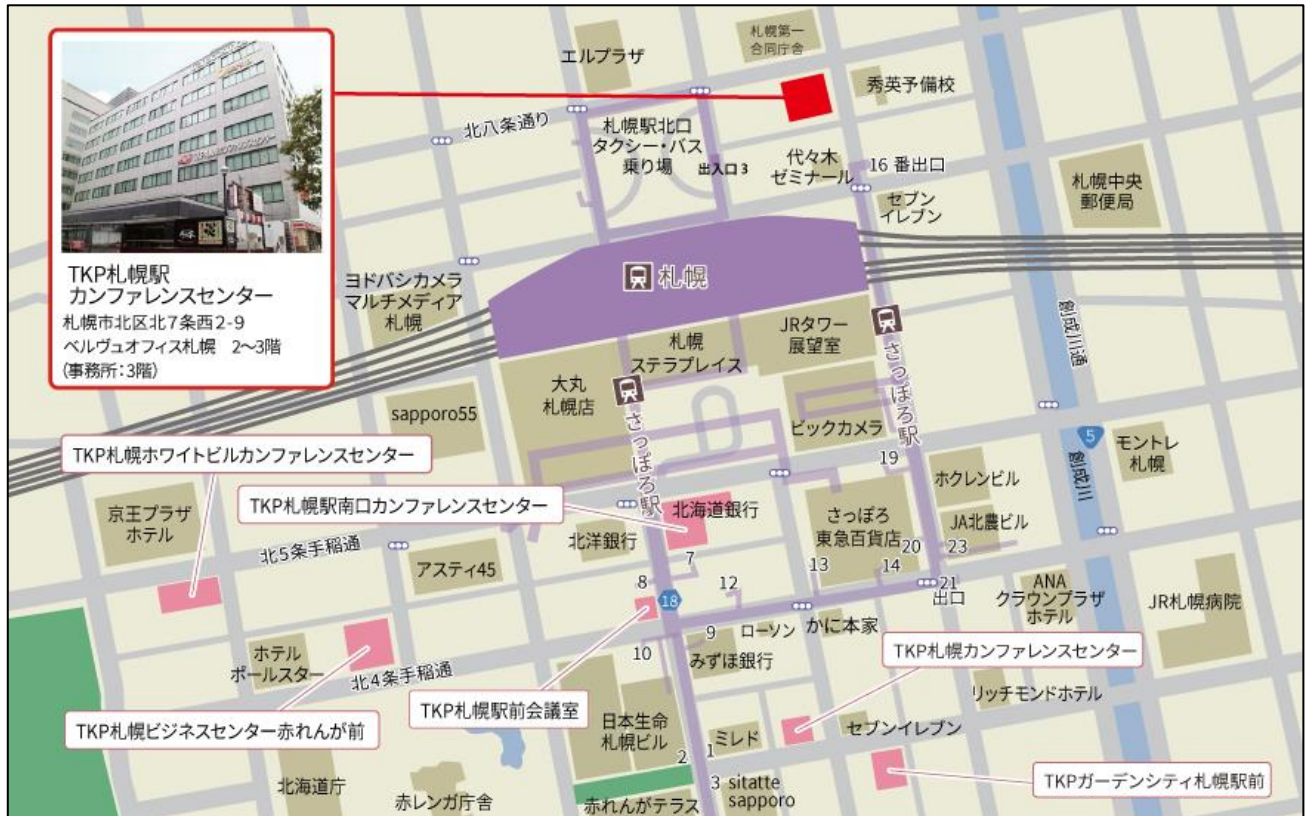 札幌第一
合同庁舎
エルプラザ
秀英予備校
北八条通り
札幌駅北口
タクシー・バス
乗り場
出入口3
代々木
ゼミナール
16 番出口
セブン
イレブン
札幌中央
郵便局
TKP札幌駅
カンファレンスセンター
札幌市北区北7条西2-9
ベルヴュオフィス札幌 2〜3階
(事務所:3階)
ヨドバシカメラ
マルチメディア
札幌
札幌
札幌
ステラプレイス
JRタワー
展望室
さっぽろ駅
創成川通
大丸
札幌店
さっぽろ駅
sapporo55
ビックカメラ
19
5
創成川
モントレ
札幌
TKP札幌ホワイトビルカンファレンスセンター
ホクレンビル
京王プラザ
ホテル
TKP札幌駅南口カンファレンスセンター
北海道銀行
さっぽろ
東急百貨店
JA北農ビル
北洋銀行
20
23
北5条手稲通
アスティ45
7
8
12
13
14
21
出口
ANA
クラウンプラザ
ホテル
JR札幌病院
18
9
ローソン
かに本家
10
みずほ銀行
TKP札幌カンファレンスセンター
ホテル
ポールスター
北4条手稲通
リッチモンドホテル
TKP札幌駅前会議室
TKP札幌ビジネスセンター赤れんが前
日本生命
札幌ビル
ミレド
セブンイレブン
2
1
3
sitatte
sapporo
TKPガーデンシティ札幌駅前
北海道庁
赤レンガ庁舎
赤れんがテラス